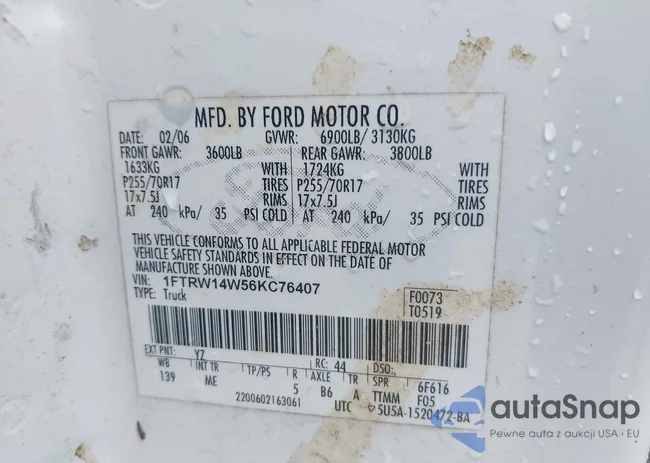 MFD. BY FORD MOTOR CO.
DATE: 02/06 GVWR: 6900LB/ 3130KG
FRONT GAWR: 3600LB REAR GAWR: 3800LB
1633KG WITH 1724KG WITH
P255/70R17 TIRES P255/70R17 TIRES
17x7.5J RIMS 17x7.5J RIMS
AT 240 kPa/ 35 PSI COLD AT 240 kPa/ 35 PSI COLD
THIS VEHICLE CONFORMS TO ALL APPLICABLE FEDERAL MOTOR
VEHICLE SAFETY STANDARDS IN EFFECT ON THE DATE OF
MANUFACTURE SHOWN ABOVE.
VIN: 1FTRW14W56KC76407 F0073
TYPE: Truck T0519
EXT PNT: YZ RC: 44 DSO:
WB INT TR TP/PS R AXLE TR SPR 6F616
139 ME 5 B6 A TTMM F05
2200602163061 UTC 5U5A-1520472-BA
autaSnap
Pewne auta z aukcji USA i EU